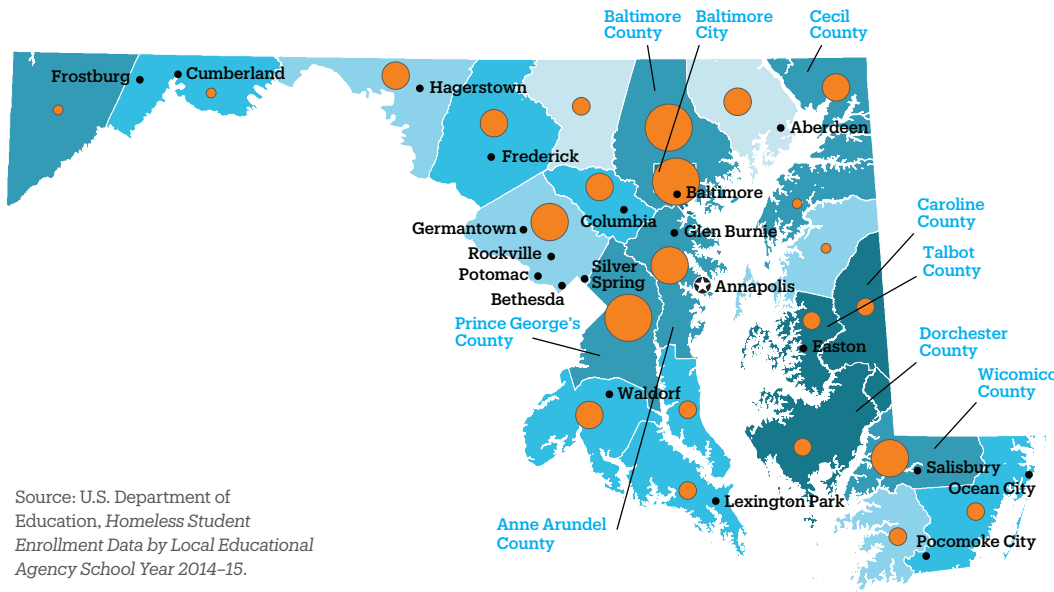 Baltimore
County
Baltimore
City
Cecil
County
Frostburg
Cumberland
Hagerstown
Aberdeen
Frederick
Baltimore
Caroline
County
Columbia
Germantown
Glen Burnie
Rockville
Talbot
County
Potomac
Silver
Spring
Bethesda
Annapolis
Prince George's
County
Easton
Dorchester
County
Wicomico
County
Waldorf
Salisbury
Ocean City
Lexington Park
Anne Arundel
County
Pocomoke City
Source: U.S. Department of
Education, Homeless Student
Enrollment Data by Local Educational
Agency School Year 2014–15.